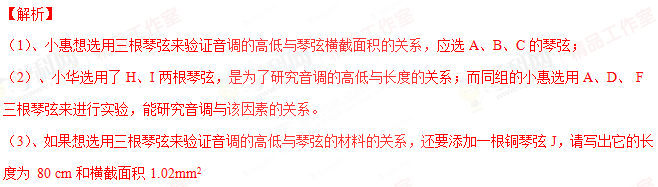 【解析】
（1）、小惠想选用三根琴弦来验证音调的高低与琴弦横截面积的关系，应选 A、B、C 的琴弦；
（2）、小华选用了 H、I 两根琴弦，是为了研究音调的高低与长度的关系；而同组的小惠选用 A、D、 F
三根琴弦来进行实验，能研究音调与该因素的关系。
（3）、如果想选用三根琴弦来验证音调的高低与琴弦的材料的关系，还要添加一根铜琴弦 J，请写出它的长
度为 80 cm 和横截面积 1.02mm²